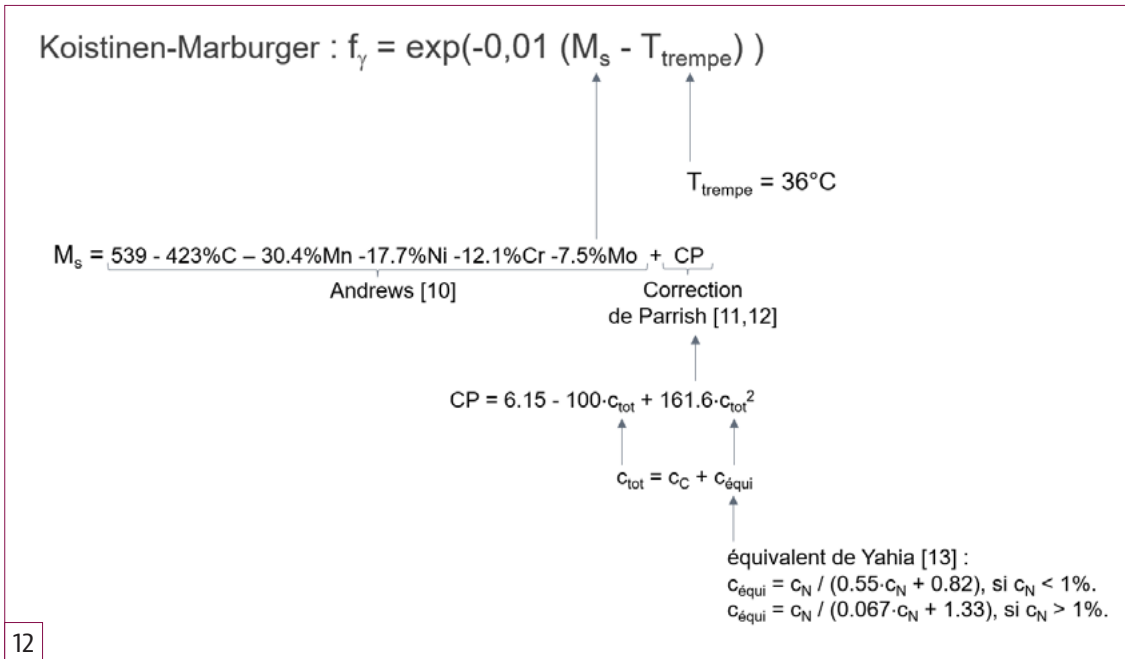 Koistinen-Marburger : fγ = exp(-0,01 (Ms - Ttrempe) )
Ttrempe = 36°C
Ms = 539 - 423%C – 30.4%Mn -17.7%Ni -12.1%Cr -7.5%Mo + CP
Andrews [10]
Correction
de Parrish [11,12]
CP = 6.15 - 100·ctot + 161.6·ctot²
ctot = cC + céqui
équivalent de Yahia [13] :
céqui = cN / (0.55·cN + 0.82), si cN < 1%.
céqui = cN / (0.067·cN + 1.33), si cN > 1%.
12